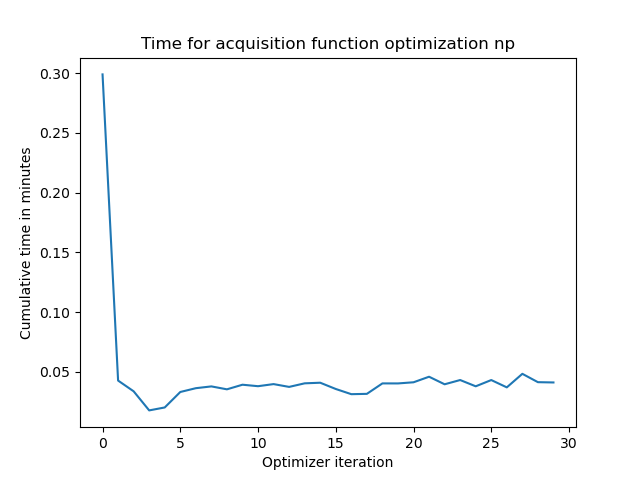 Time for acquisition function optimization np
0.30
0.25
0.20
0.15
0.10
0.05
Cumulative time in minutes
0 5 10 15 20 25 30
Optimizer iteration